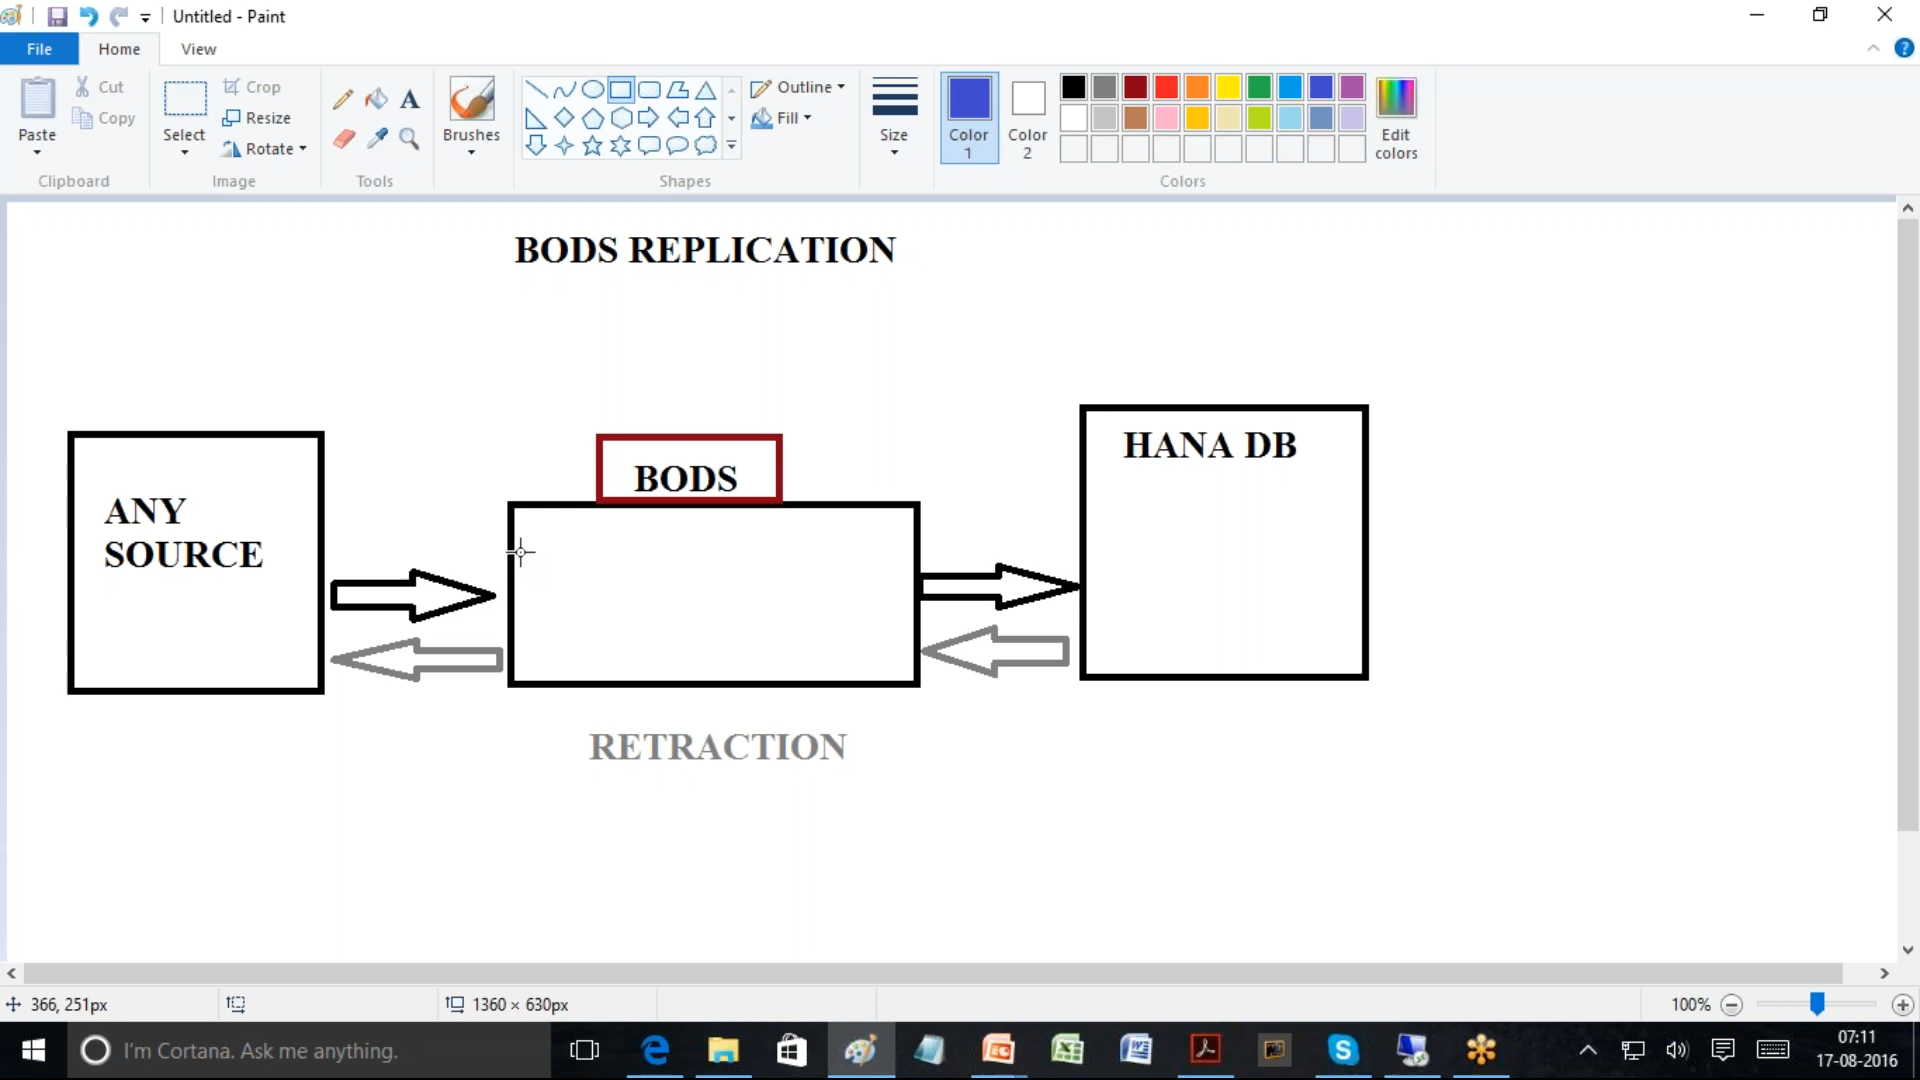 Untitled - Paint
File Home View
Paste
Cut
Copy
Clipboard
Select
Crop
Resize
Rotate
Image
Tools
Brushes
Shapes
Outline
Fill
Size
Color 1
Color 2
Edit colors
Colors
BODS REPLICATION
ANY
SOURCE
BODS
HANA DB
RETRACTION
366, 251px
1360 × 630px
100%
I'm Cortana. Ask me anything.
07:11
17-08-2016